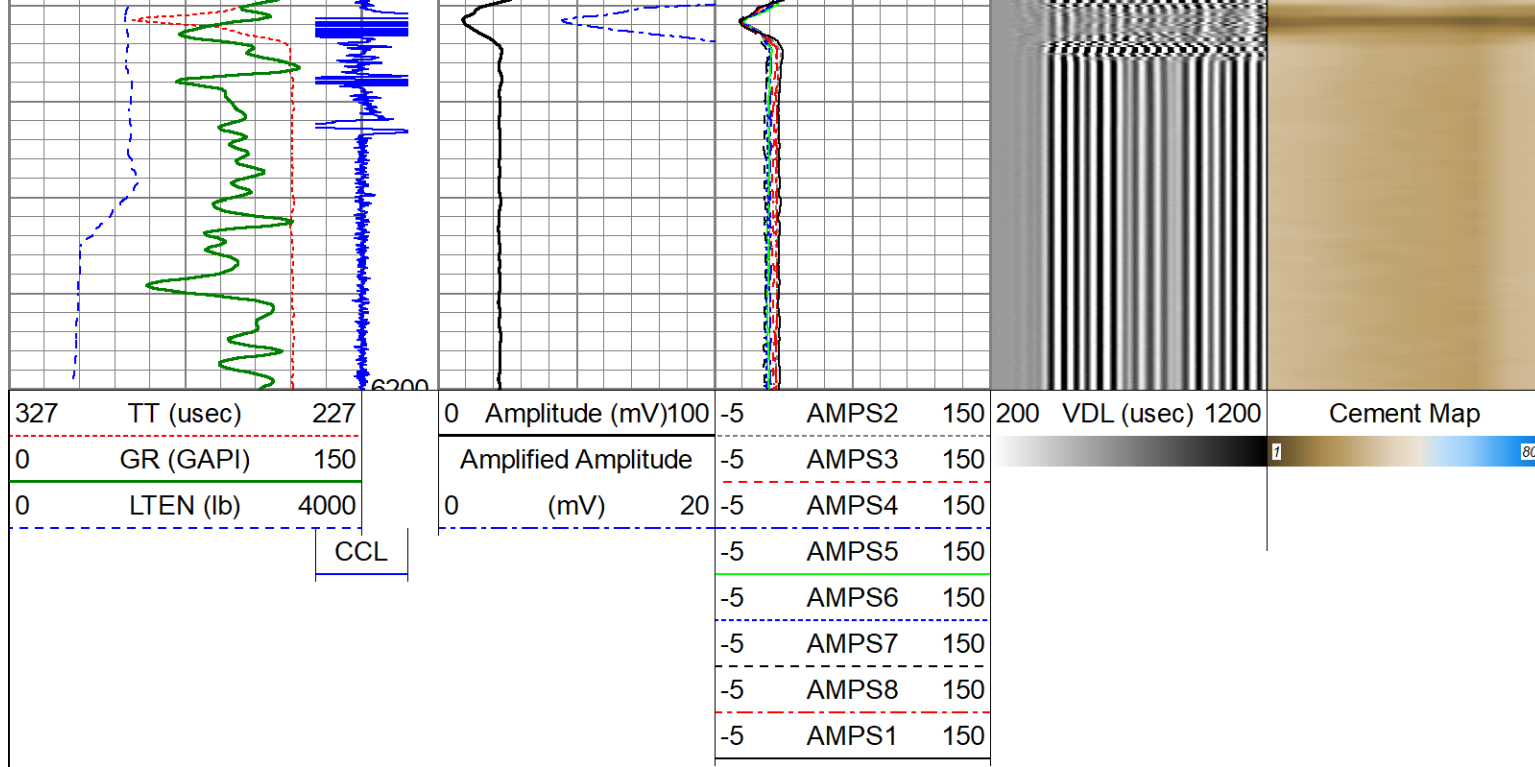 6200
327 TT (usec) 227
0 GR (GAPI) 150
0 LTEN (lb) 4000
CCL
0 Amplitude (mV)100
Amplified Amplitude
0 (mV) 20
-5 AMPS2 150
-5 AMPS3 150
-5 AMPS4 150
-5 AMPS5 150
-5 AMPS6 150
-5 AMPS7 150
-5 AMPS8 150
-5 AMPS1 150
200 VDL (usec) 1200
Cement Map
1 80